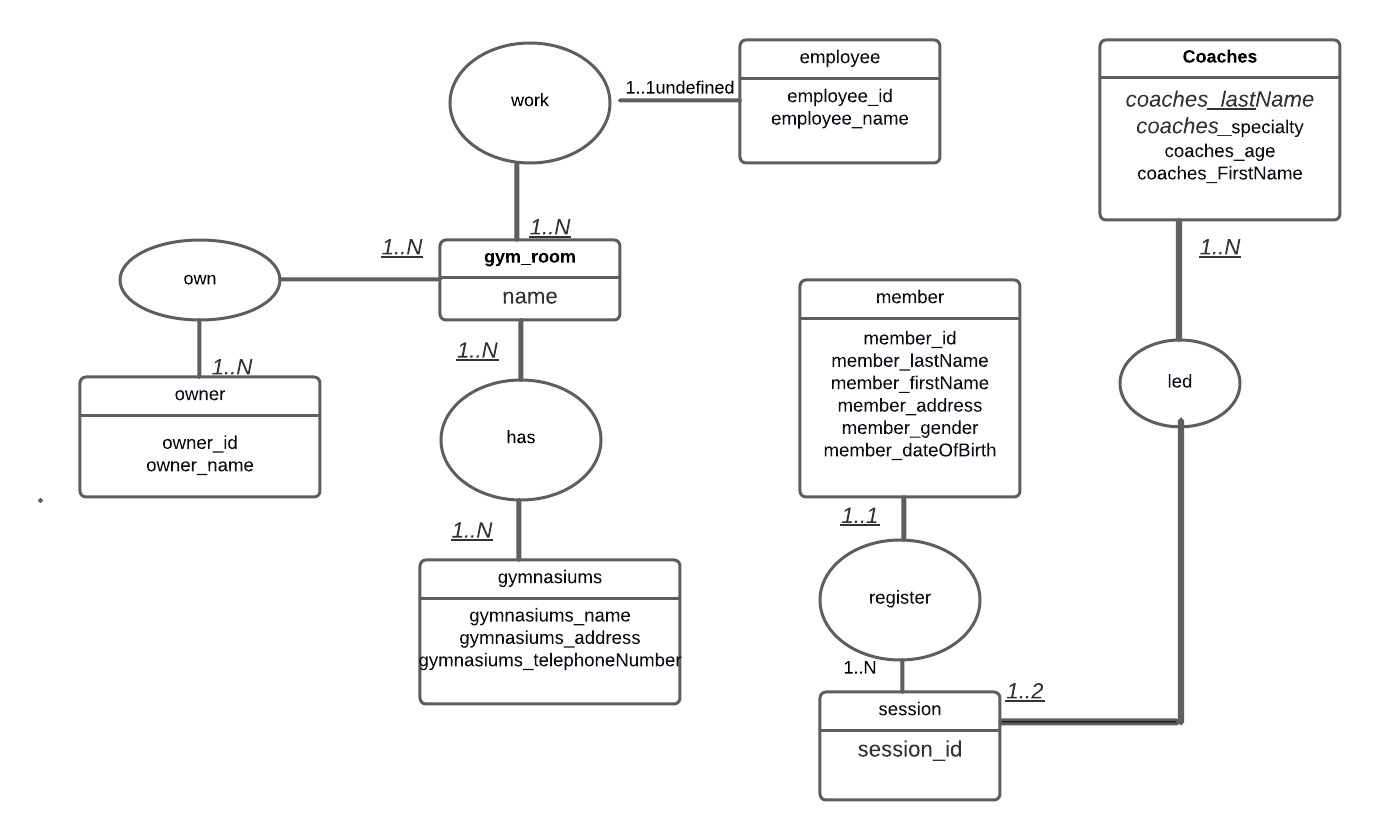 work
1..1undefined
employee
employee_id
employee_name
1..N
Coaches
coaches_lastName
coaches_specialty
coaches_age
coaches_FirstName
1..N
own
1..N
gym_room
name
1..N
owner
owner_id
owner_name
1..N
has
1..N
gymnasiums
gymnasiums_name
gymnasiums_address
gymnasiums_telephoneNumber
member
member_id
member_lastName
member_firstName
member_address
member_gender
member_dateOfBirth
1..1
led
register
1..N
1..2
session
session_id